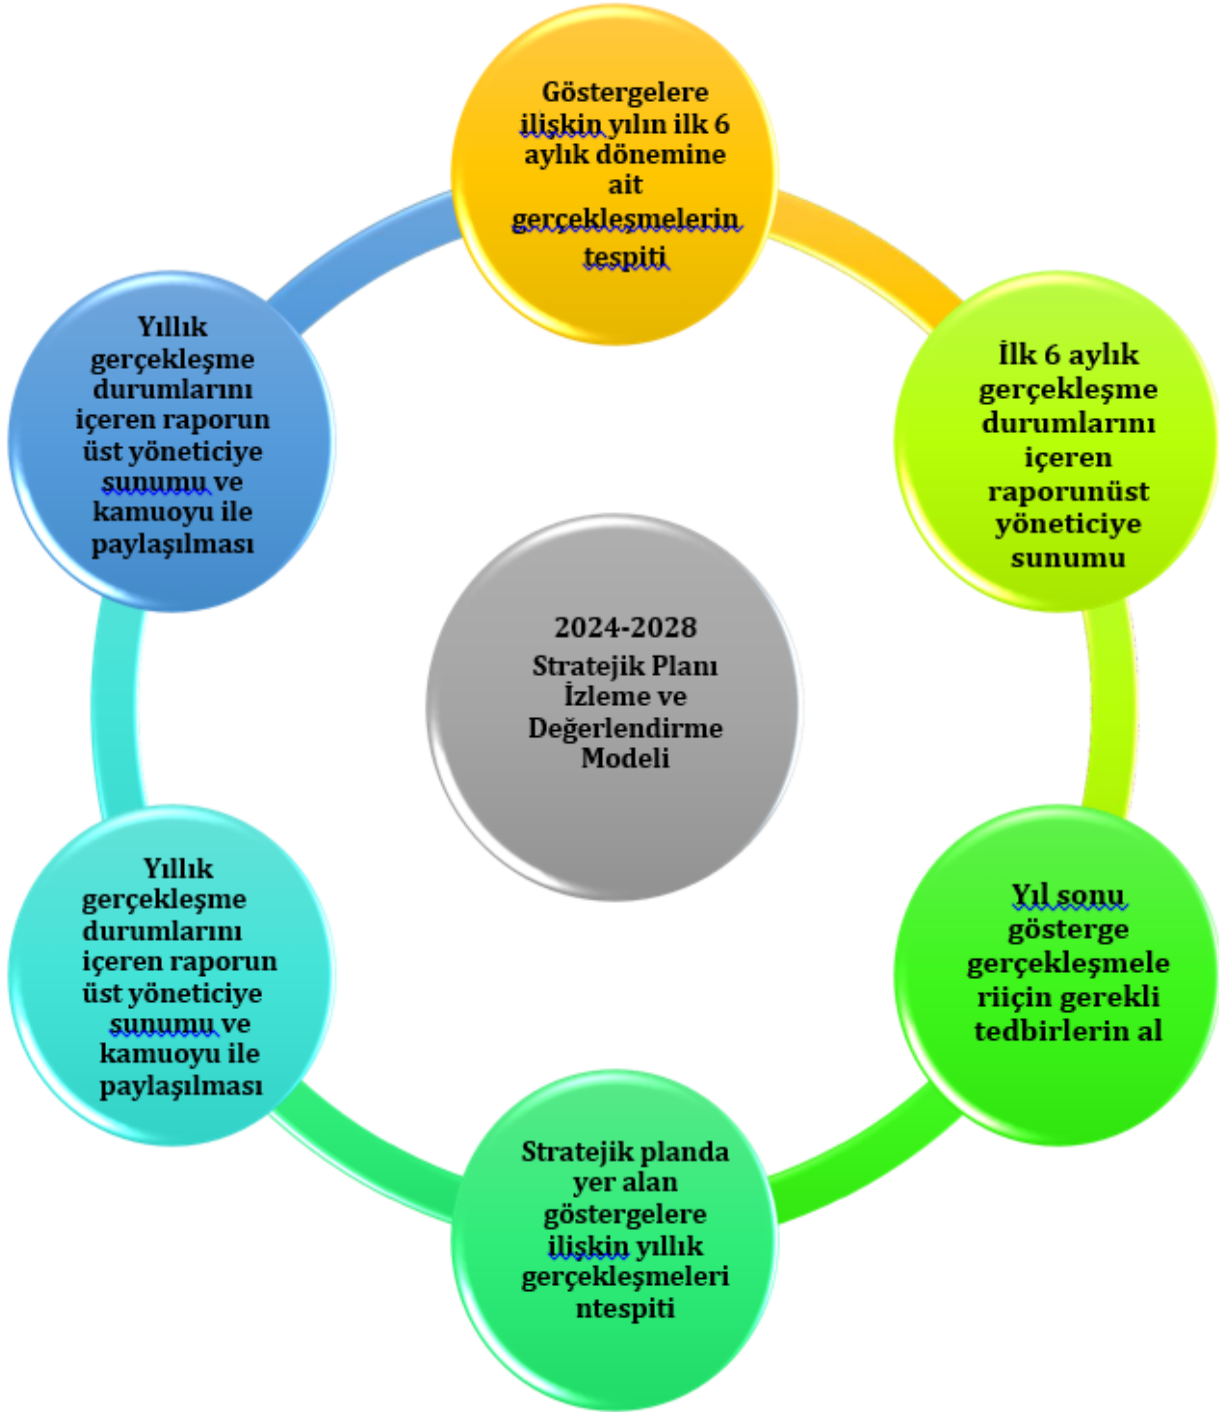 Göstergelere
ilişkin yılın ilk 6
aylık dönemine
ait
gerçekleşmelerin
tespiti
İlk 6 aylık
gerçekleşme
durumlarını
içeren
raporunüst
yöneticiye
sunumu
Yıl sonu
gösterge
gerçekleşmele
riiçin gerekli
tedbirlerin al
Stratejik planda
yer alan
göstergelere
ilişkin yıllık
gerçekleşmeleri
ntespiti
Yıllık
gerçekleşme
durumlarını
içeren raporun
üst yöneticiye
sunumu ve
kamuoyu ile
paylaşılması
Yıllık
gerçekleşme
durumlarını
içeren raporun
üst yöneticiye
sunumu ve
kamuoyu ile
paylaşılması
2024-2028
Stratejik Planı
İzleme ve
Değerlendirme
Modeli